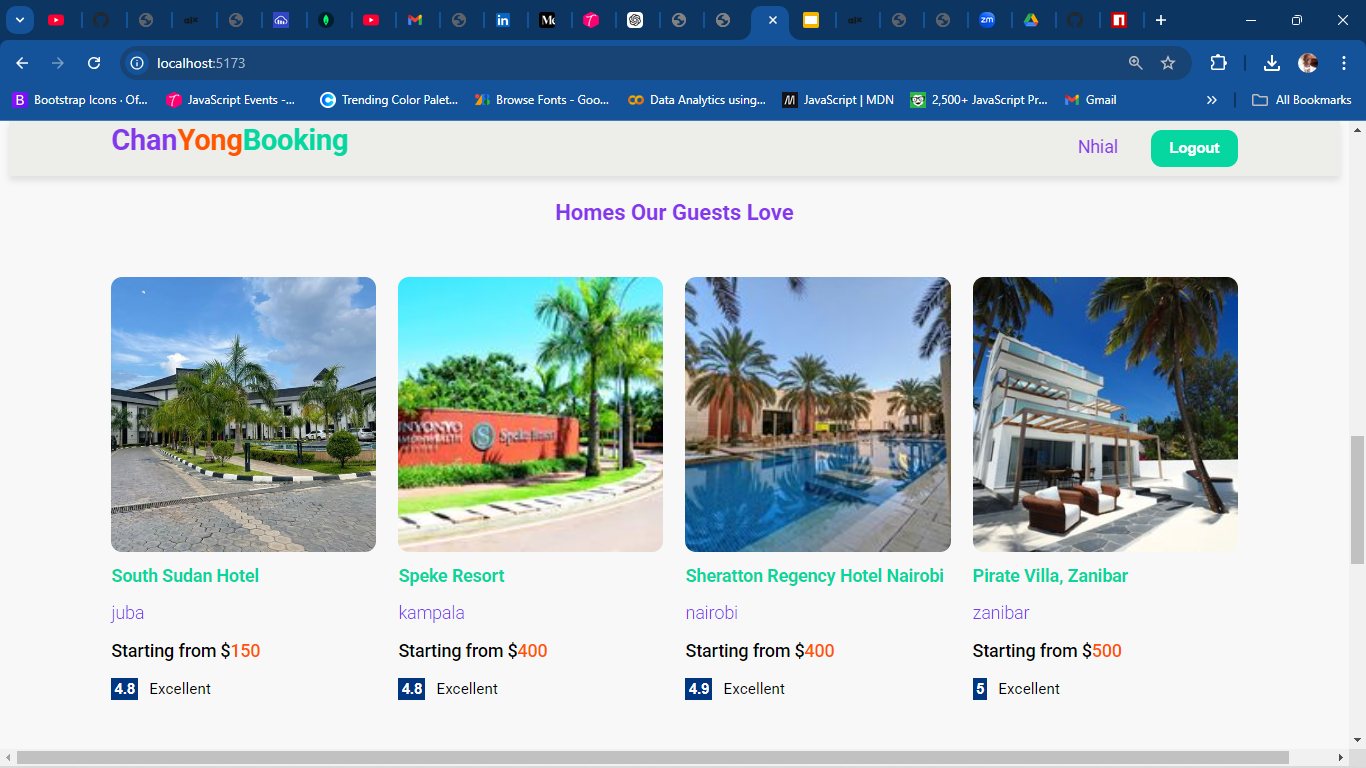 localhost:5173
Bootstrap Icons · Of...
JavaScript Events -...
Trending Color Palet...
Browse Fonts - Goo...
Data Analytics using...
JavaScript | MDN
2,500+ JavaScript Pr...
Gmail
»
All Bookmarks
ChanYongBooking
Nhial
Logout
Homes Our Guests Love
Speke Resort
South Sudan Hotel
juba
Starting from $150
4.8 Excellent
Speke Resort
kampala
Starting from $400
4.8 Excellent
Sheratton Regency Hotel Nairobi
nairobi
Starting from $400
4.9 Excellent
Pirate Villa, Zanibar
zanibar
Starting from $500
5 Excellent